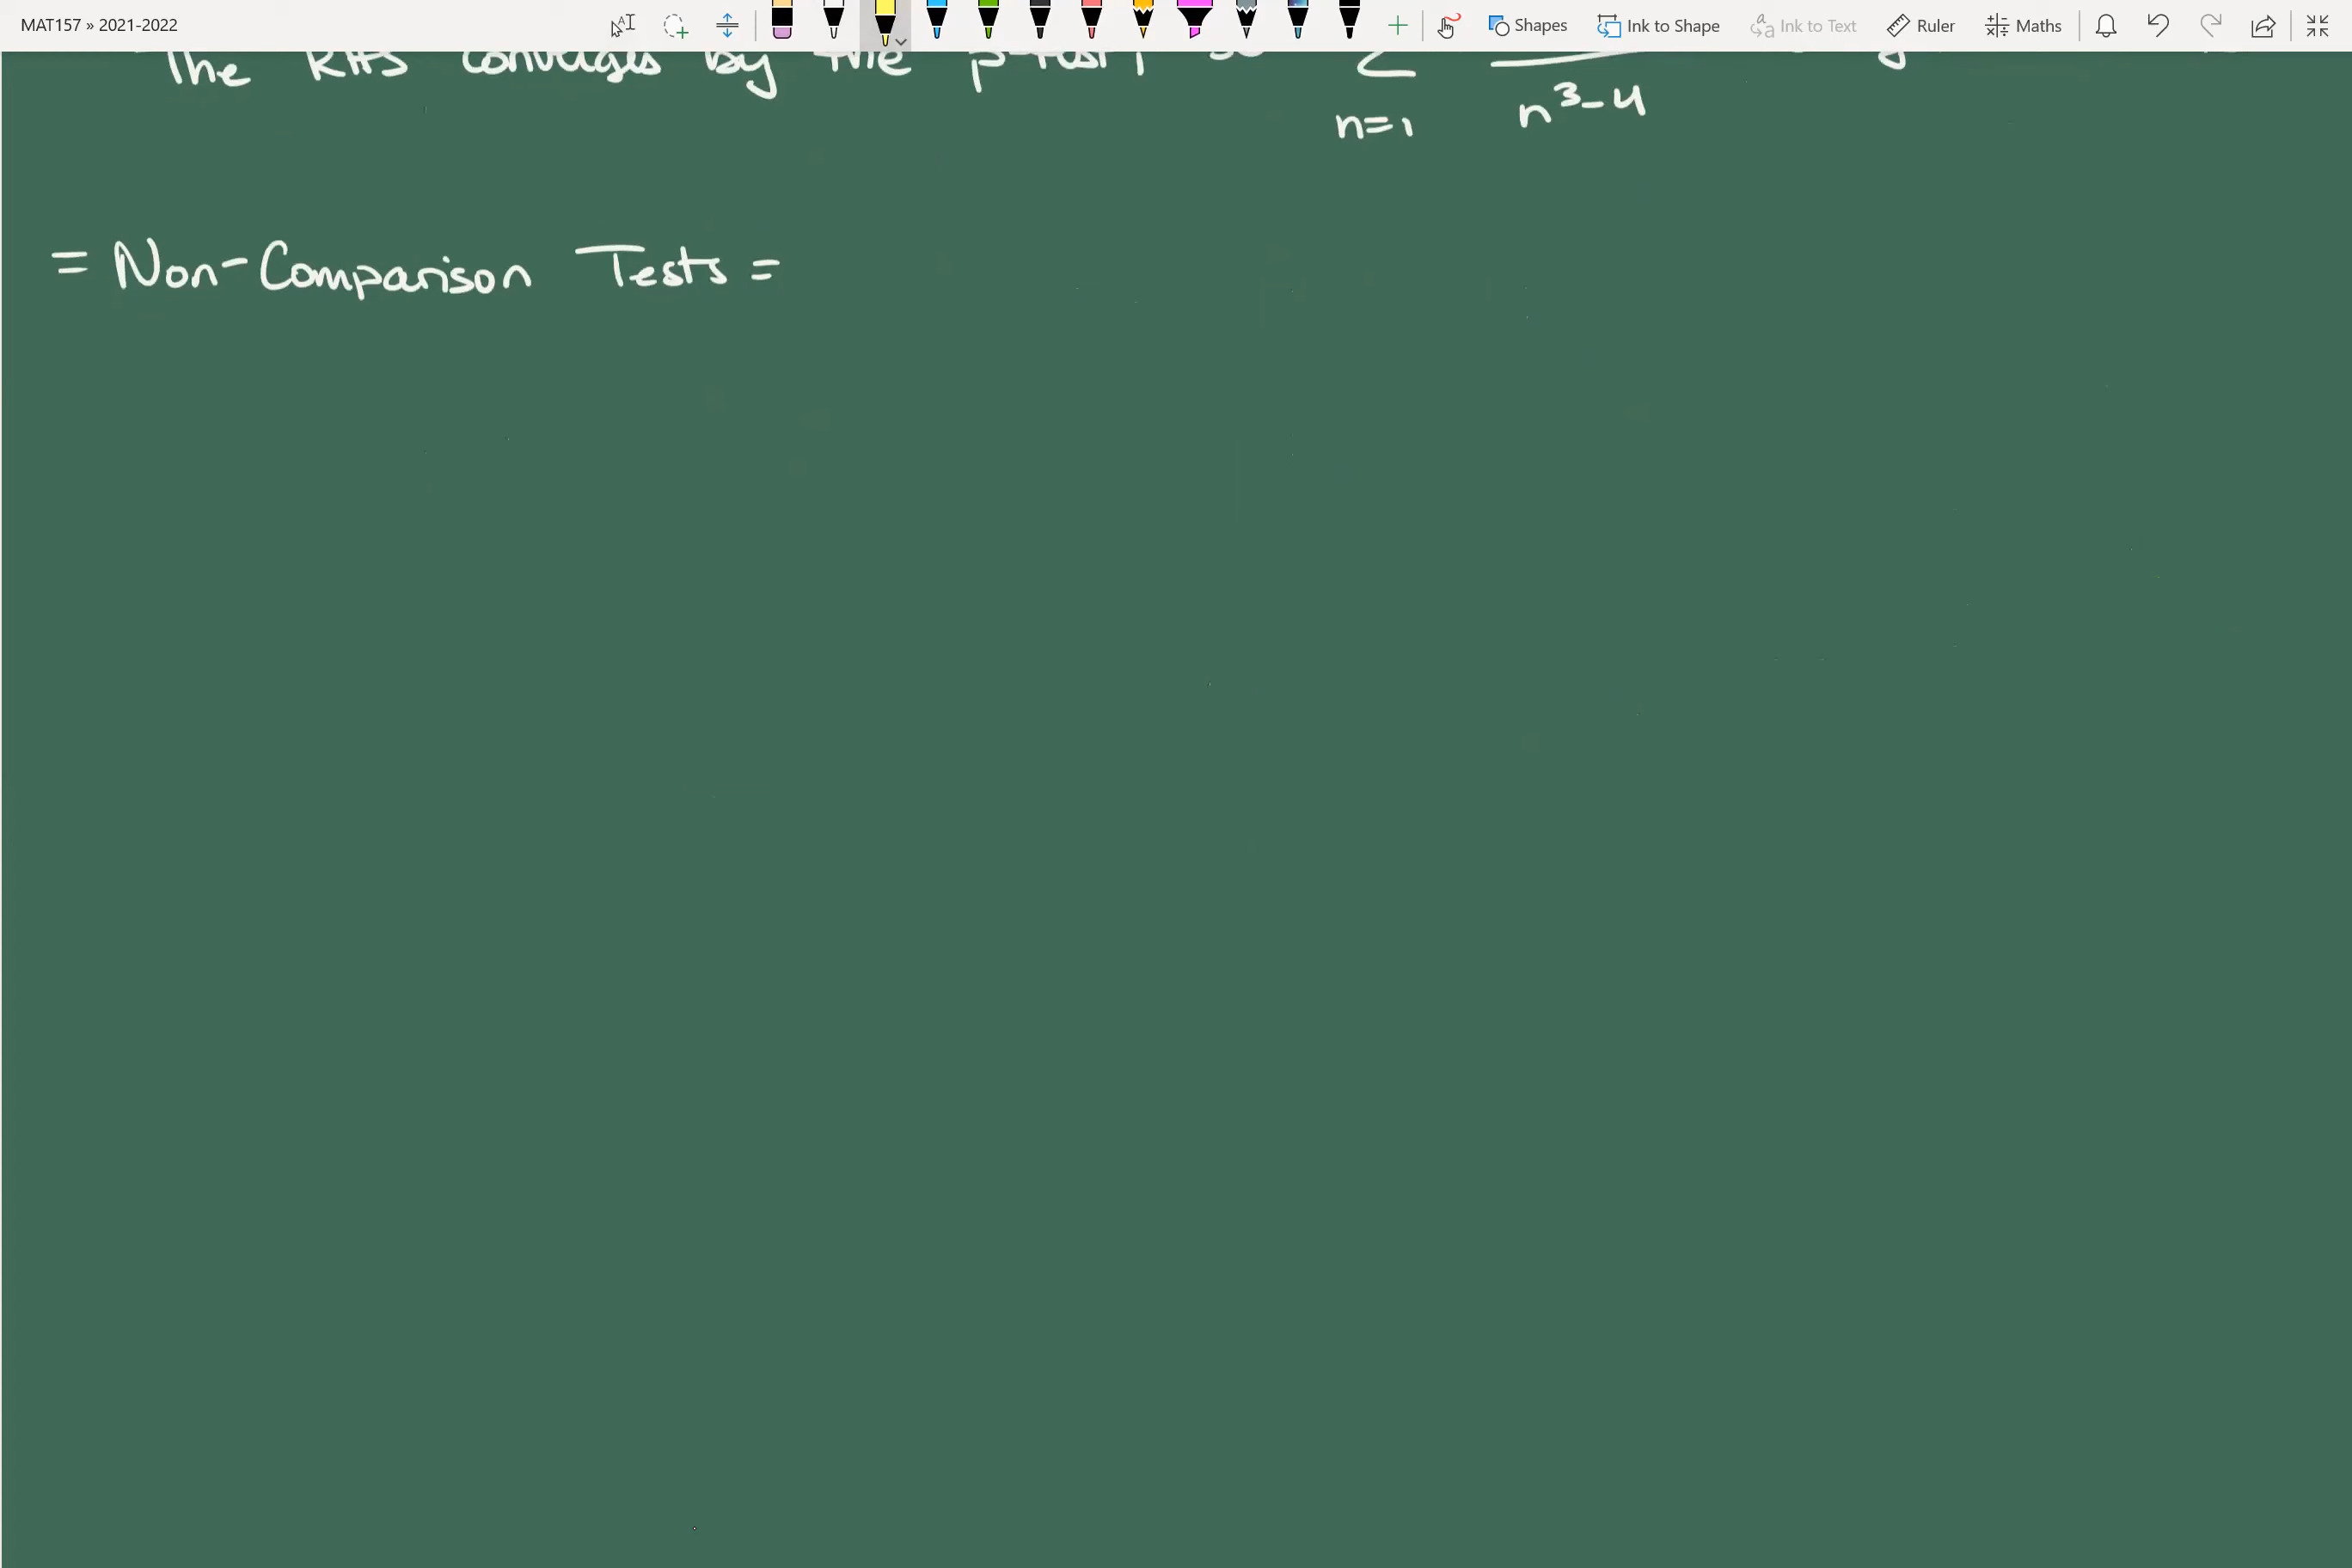 MAT157 » 2021-2022 Shapes Ink to Shape Ink to Text Ruler Maths
The RHS converges by the p-test, so ∑
n=1 n³-4
= Non-Comparison Tests =